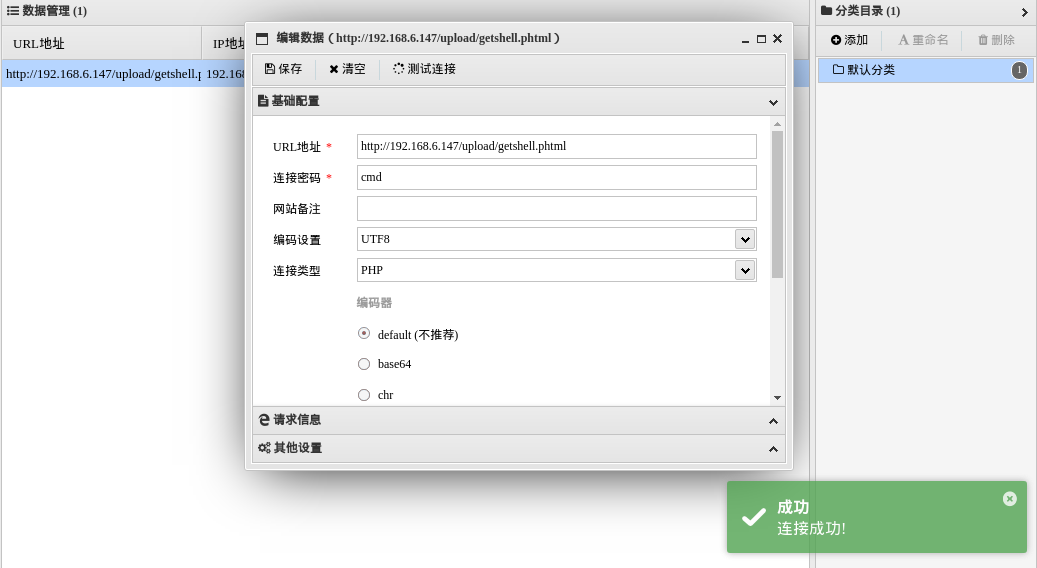 数据管理 (1)
URL地址
IP地
http://192.168.6.147/upload/getshell.p
192.168
编辑数据 ( http://192.168.6.147/upload/getshell.phtml )
保存
清空
测试连接
基础配置
URL地址 *
http://192.168.6.147/upload/getshell.phtml
连接密码 *
cmd
网站备注
编码设置
UTF8
连接类型
PHP
编码器
default (不推荐)
base64
chr
请求信息
其他设置
分类目录 (1)
添加
A 重命名
删除
默认分类
1
成功
连接成功!